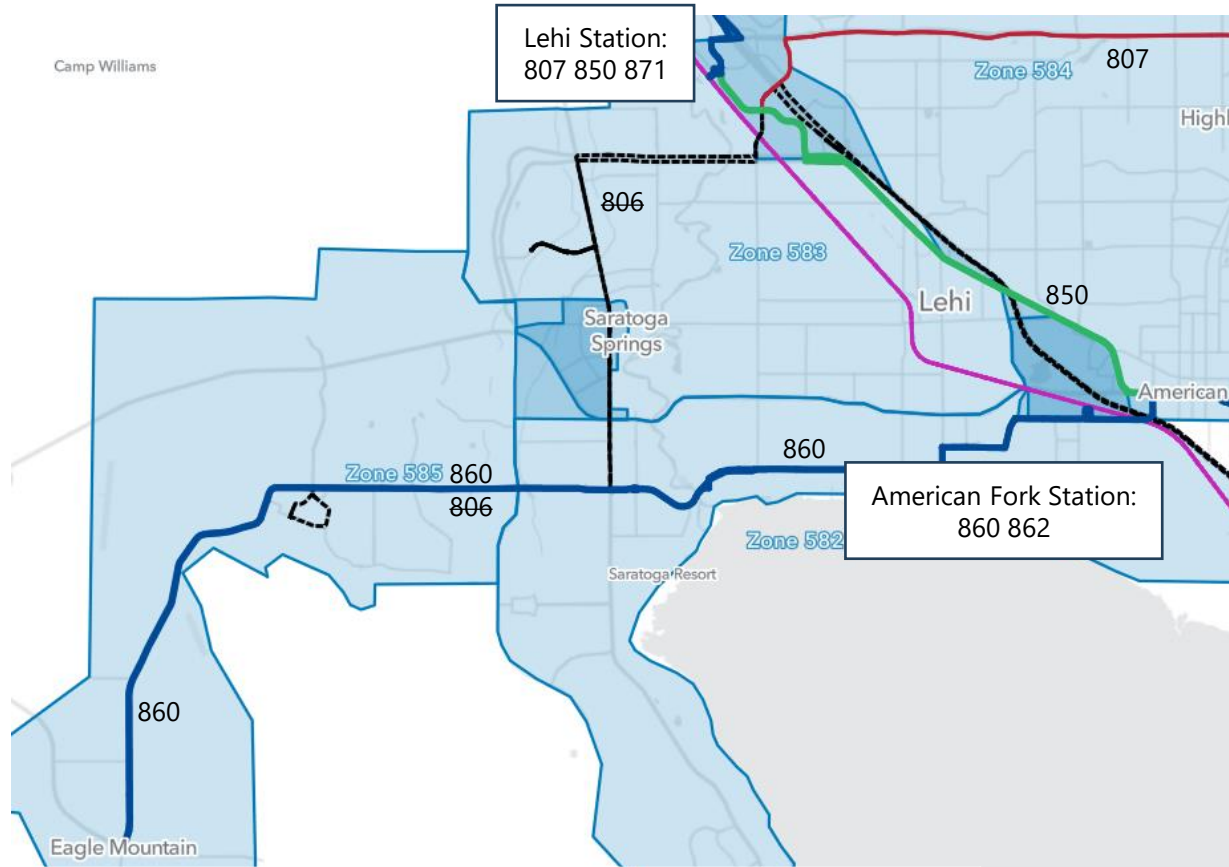 Lehi Station:
807 850 871
Camp Williams
Zone 584
807
806
Zone 583
Lehi
850
Saratoga
Springs
American
Zone 585
860
806
860
American Fork Station:
860 862
Zone 582
Saratoga Resort
860
Eagle Mountain